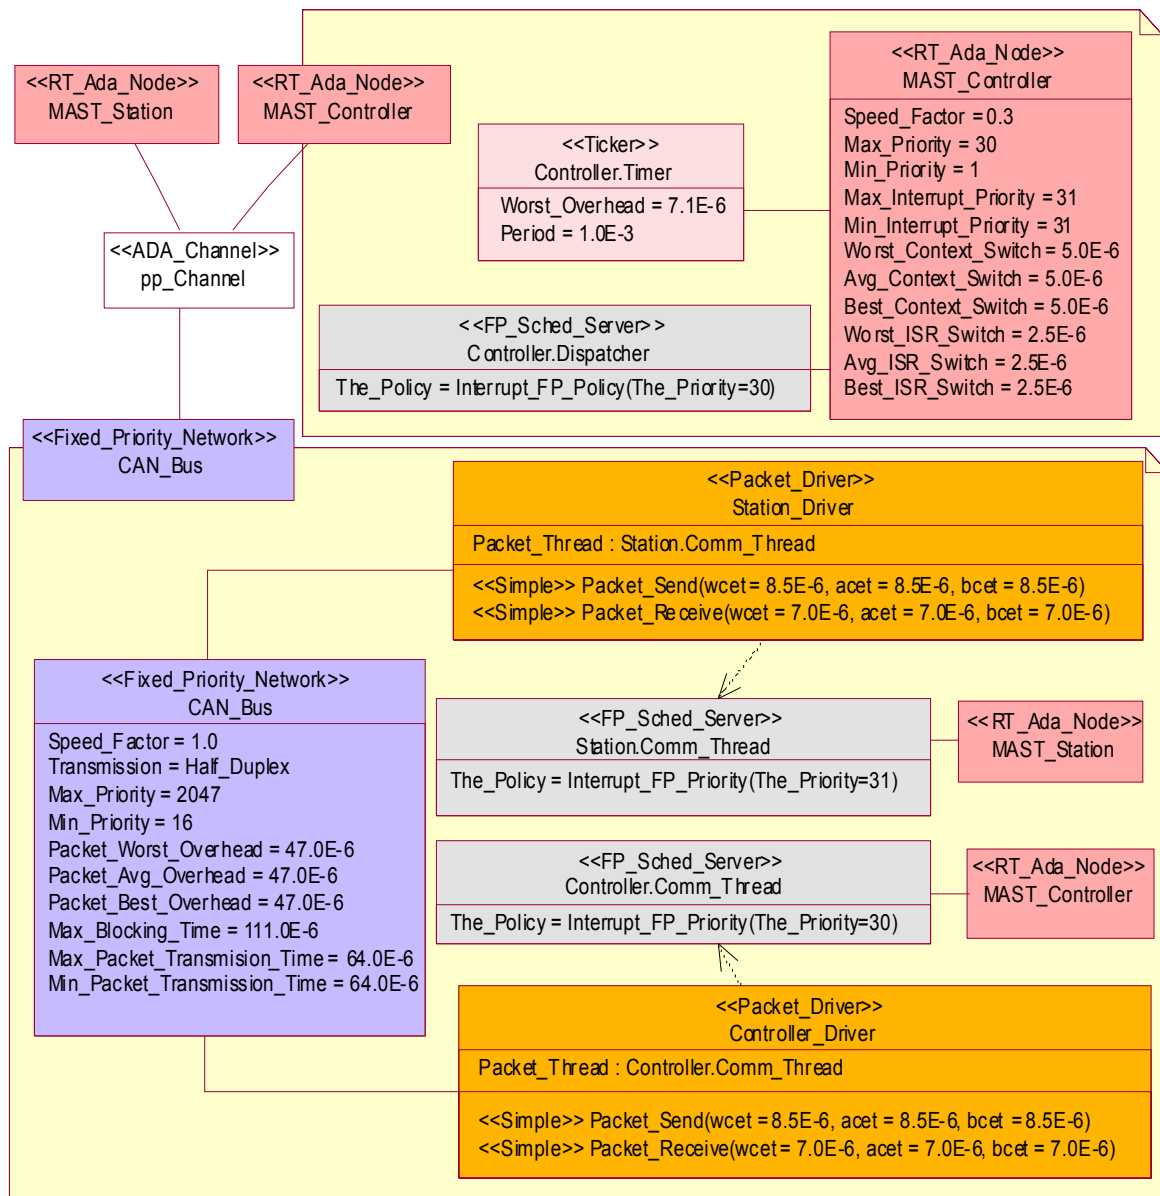 <<RT_Ada_Node>>
MAST_Station
<<RT_Ada_Node>>
MAST_Controller
<<ADA_Channel>>
pp_Channel
<<Fixed_Priority_Network>>
CAN_Bus
<<Ticker>>
Controller.Timer
Worst_Overhead = 7.1E-6
Period = 1.0E-3
<<FP_Sched_Server>>
Controller.Dispatcher
The_Policy = Interrupt_FP_Policy(The_Priority=30)
<<RT_Ada_Node>>
MAST_Controller
Speed_Factor = 0.3
Max_Priority = 30
Min_Priority = 1
Max_Interrupt_Priority = 31
Min_Interrupt_Priority = 31
Worst_Context_Switch = 5.0E-6
Avg_Context_Switch = 5.0E-6
Best_Context_Switch = 5.0E-6
Worst_ISR_Switch = 2.5E-6
Avg_ISR_Switch = 2.5E-6
Best_ISR_Switch = 2.5E-6
<<Packet_Driver>>
Station_Driver
Packet_Thread : Station.Comm_Thread
<<Simple>> Packet_Send(wcet = 8.5E-6, acet = 8.5E-6, bcet = 8.5E-6)
<<Simple>> Packet_Receive(wcet = 7.0E-6, acet = 7.0E-6, bcet = 7.0E-6)
<<Fixed_Priority_Network>>
CAN_Bus
Speed_Factor = 1.0
Transmission = Half_Duplex
Max_Priority = 2047
Min_Priority = 16
Packet_Worst_Overhead = 47.0E-6
Packet_Avg_Overhead = 47.0E-6
Packet_Best_Overhead = 47.0E-6
Max_Blocking_Time = 111.0E-6
Max_Packet_Transmision_Time = 64.0E-6
Min_Packet_Transmission_Time = 64.0E-6
<<FP_Sched_Server>>
Station.Comm_Thread
The_Policy = Interrupt_FP_Priority(The_Priority=31)
<<RT_Ada_Node>>
MAST_Station
<<FP_Sched_Server>>
Controller.Comm_Thread
The_Policy = Interrupt_FP_Priority(The_Priority=30)
<<RT_Ada_Node>>
MAST_Controller
<<Packet_Driver>>
Controller_Driver
Packet_Thread : Controller.Comm_Thread
<<Simple>> Packet_Send(wcet = 8.5E-6, acet = 8.5E-6, bcet = 8.5E-6)
<<Simple>> Packet_Receive(wcet = 7.0E-6, acet = 7.0E-6, bcet = 7.0E-6)